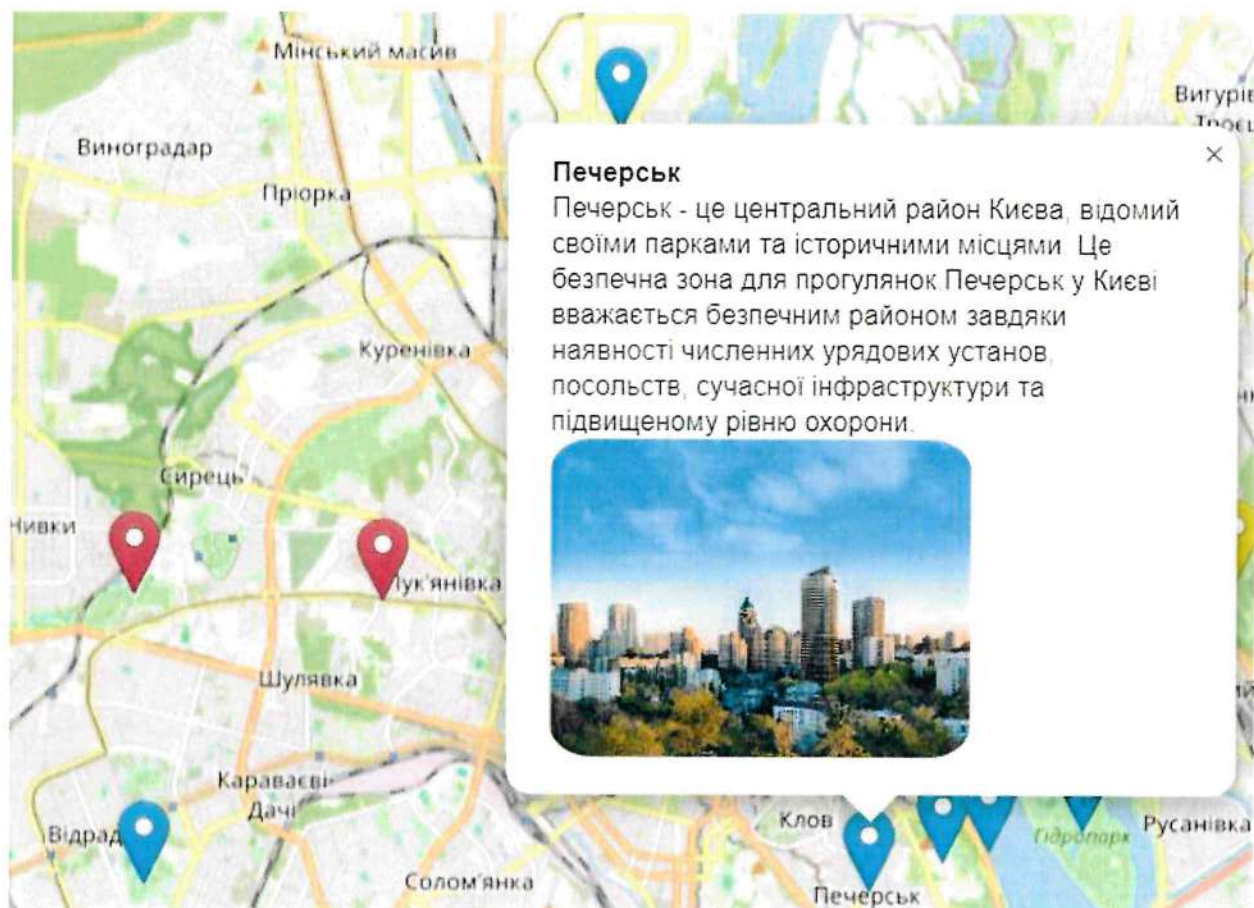 Мінський масив
Вигурів
Троєщ
Виноградар
Пріорка
Куренівка
Сирець
Нивки
Лук'янівка
Шулявка
Караваєві
Дачі
Відрад
Солом'янка
Печерськ
Печерськ - це центральний район Києва, відомий
своїми парками та історичними місцями. Це
безпечна зона для прогулянок.Печерськ у Києві
вважається безпечним районом завдяки
наявності численних урядових установ,
посольств, сучасної інфраструктури та
підвищеному рівню охорони.
Клов
Гідропарк
Русанівка
Печерськ